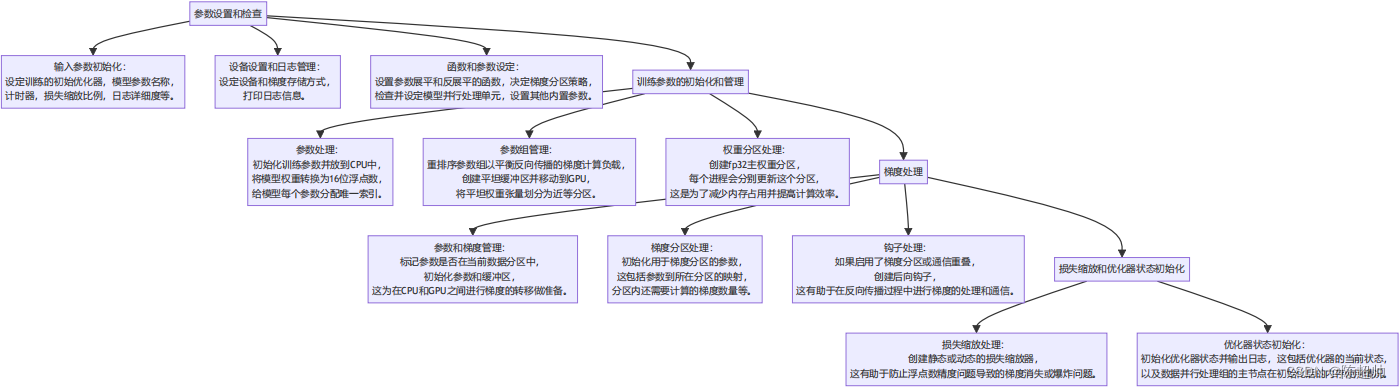 参数设置和检查
输入参数初始化：
设定训练的初始优化器，模型参数名称，
计时器，损失缩放比例，日志详细度等。
设备设置和日志管理：
设定设备和梯度存储方式，
打印日志信息。
函数和参数设定：
设置参数展平和反展平的函数，决定梯度分区策略，
检查并设定模型并行处理单元，设置其他内置参数。
训练参数的初始化和管理
参数处理：
初始化训练参数并放到CPU中，
将模型权重转换为16位浮点数，
给模型每个参数分配唯一索引。
参数组管理：
重排序参数组以平衡反向传播的梯度计算负载，
创建平坦缓冲区并移动到GPU，
将平坦权重张量划分为近等分区。
权重分区处理：
创建fp32主权重分区，
每个进程会分别更新这个分区，
这是为了减少内存占用并提高计算效率。
梯度处理
参数和梯度管理：
标记参数是否在当前数据分区中，
初始化参数和缓冲区，
这为在CPU和GPU之间进行梯度的转移做准备。
梯度分区处理：
初始化用于梯度分区的参数，
这包括参数到所在分区的映射，
分区内还需要计算的梯度数量等。
钩子处理：
如果启用了梯度分区或通信重叠，
创建后向钩子，
这有助于在反向传播过程中进行梯度的处理和通信。
损失缩放和优化器状态初始化
损失缩放处理：
创建静态或动态的损失缩放器，
这有助于防止浮点数精度问题导致的梯度消失或爆炸问题。
优化器状态初始化：
初始化优化器状态并输出日志，这包括优化器的当前状态，
以及数据并行处理组的主节点在初始化后的内存使用情况。